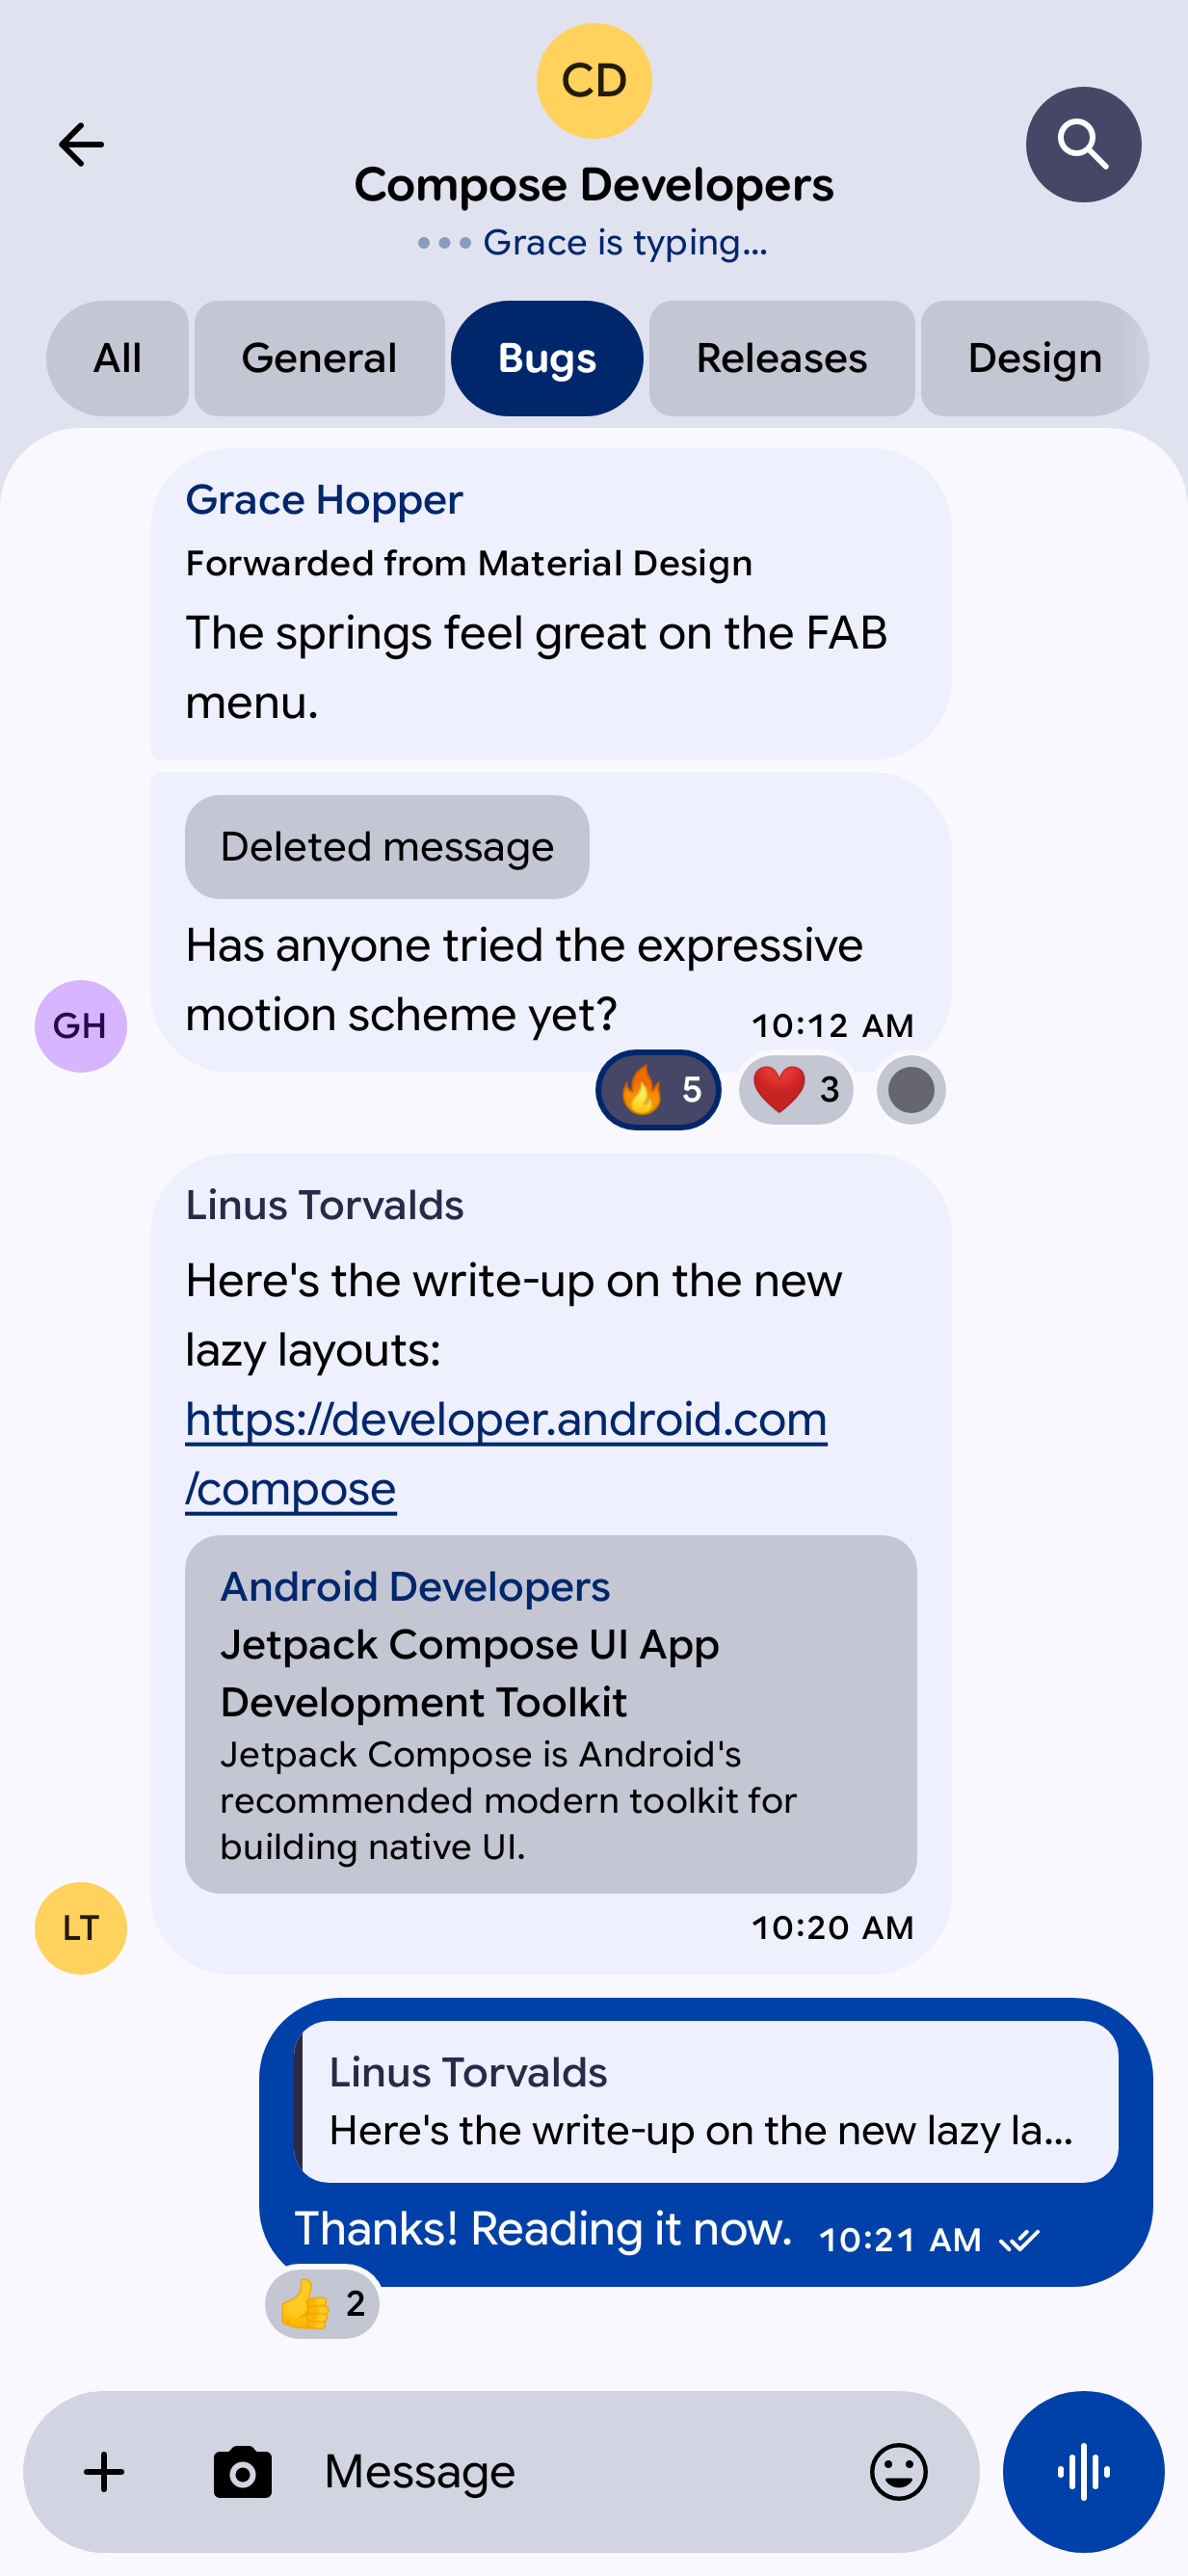 CD
Compose Developers
Grace is typing...
All
General
Bugs
Releases
Design
Grace Hopper
Forwarded from Material Design
The springs feel great on the FAB
menu.
Deleted message
Has anyone tried the expressive
motion scheme yet?
10:12 AM
GH
5
3
Linus Torvalds
Here's the write-up on the new
lazy layouts:
https://developer.android.com
/compose
Android Developers
Jetpack Compose UI App
Development Toolkit
Jetpack Compose is Android's
recommended modern toolkit for
building native UI.
LT
10:20 AM
Linus Torvalds
Here's the write-up on the new lazy la...
Thanks! Reading it now.
10:21 AM
2
Message